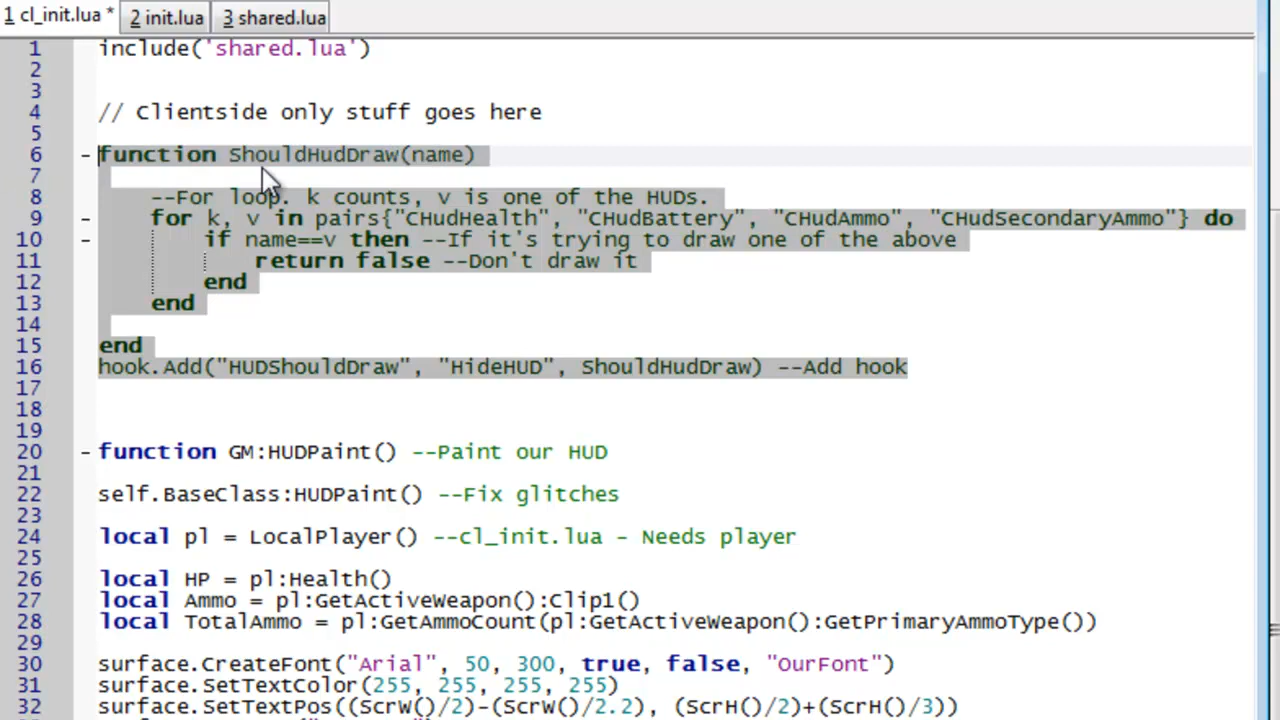 1 cl_init.lua * 2 init.lua 3 shared.lua
1 include('shared.lua')
2
3
4 // Clientside only stuff goes here
5
6 function ShouldHudDraw(name)
7
8 --For loop. k counts, v is one of the HUDs.
9 for k, v in pairs{"CHudHealth", "CHudBattery", "CHudAmmo", "CHudSecondaryAmmo"} do
10 if name==v then --If it's trying to draw one of the above
11 return false --Don't draw it
12 end
13 end
14
15 end
16 hook.Add("HUDShouldDraw", "HideHUD", ShouldHudDraw) --Add hook
17
18
19
20 function GM:HUDPaint() --Paint our HUD
21
22 self.BaseClass:HUDPaint() --Fix glitches
23
24 local pl = LocalPlayer() --cl_init.lua - Needs player
25
26 local HP = pl:Health()
27 local Ammo = pl:GetActiveWeapon():Clip1()
28 local TotalAmmo = pl:GetAmmoCount(pl:GetActiveWeapon():GetPrimaryAmmoType())
29
30 surface.CreateFont("Arial", 50, 300, true, false, "OurFont")
31 surface.SetTextColor(255, 255, 255, 255)
32 surface.SetTextPos((ScrW()/2)-(ScrW()/2.2), (ScrH()/2)+(ScrH()/3))